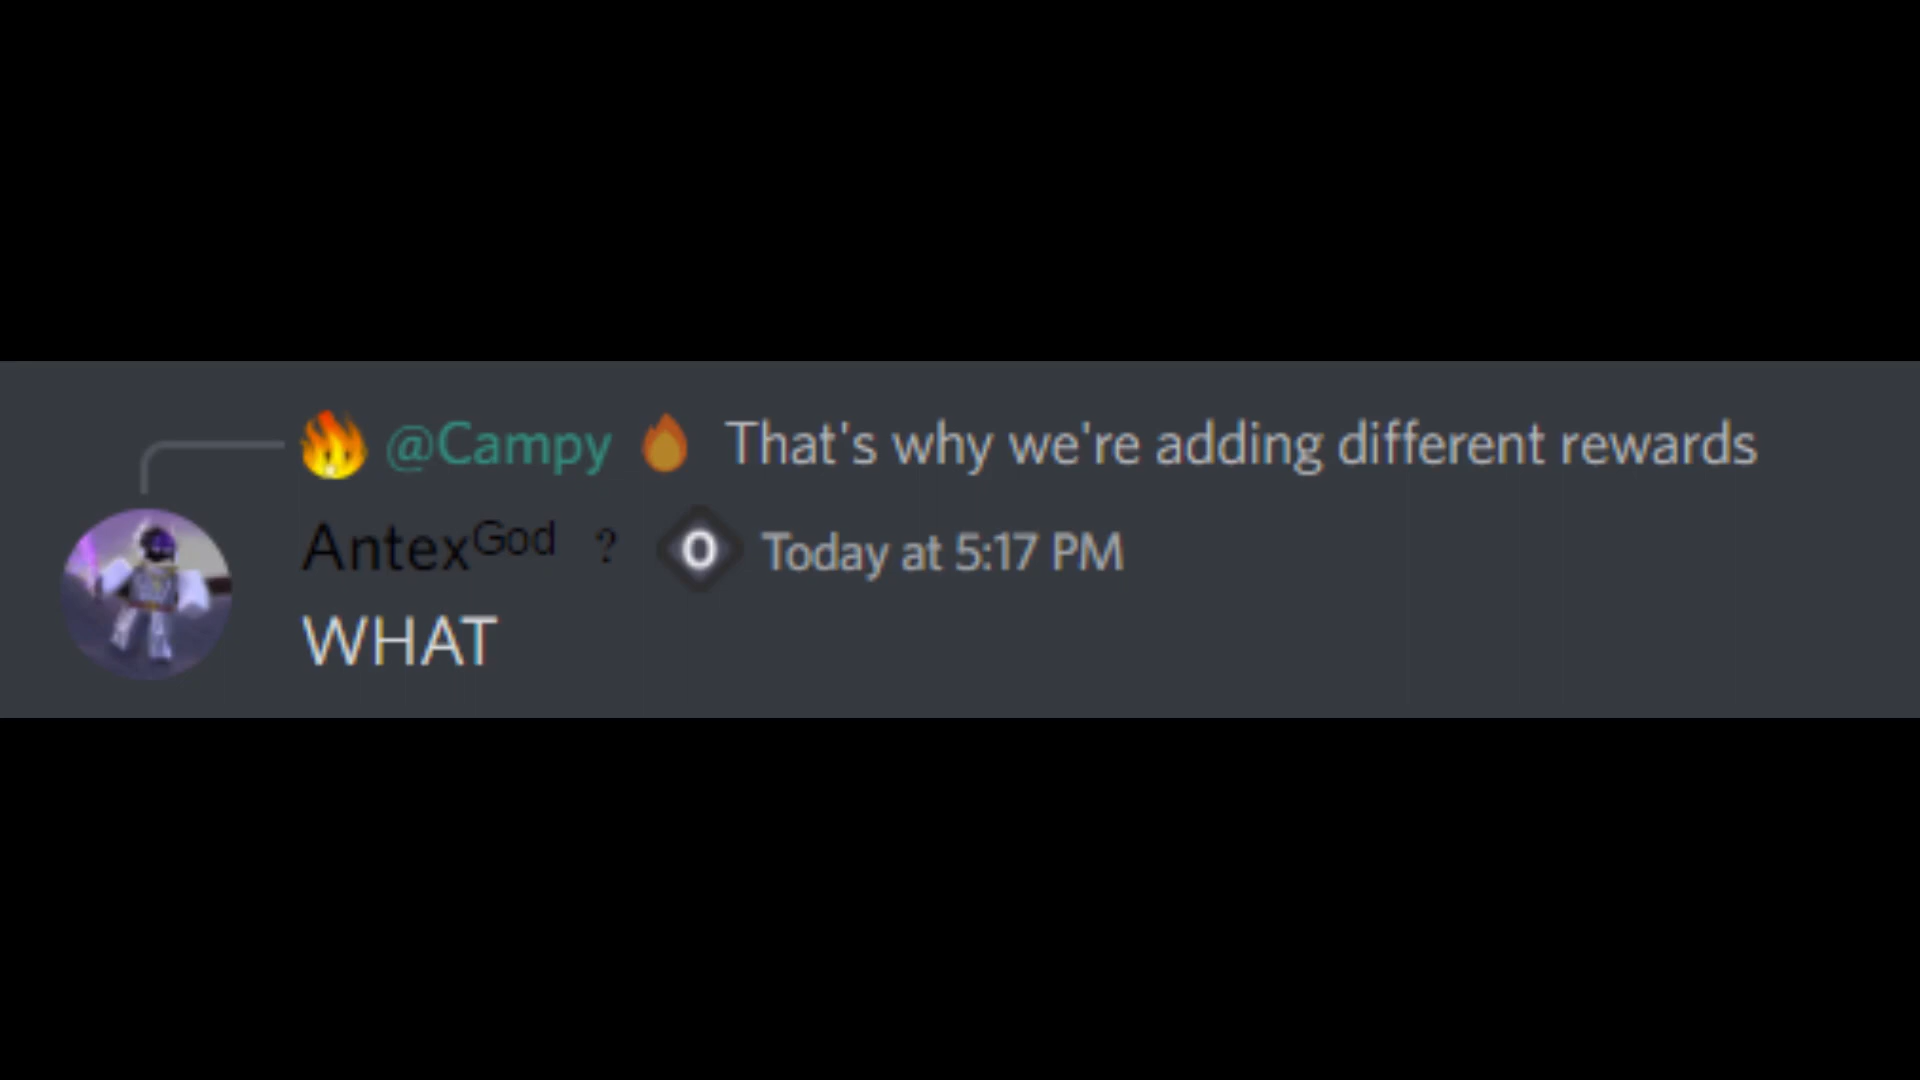 @Campy 🔥 That's why we're adding different rewards
Antexᴳᵒᵈ ? O Today at 5:17 PM
WHAT